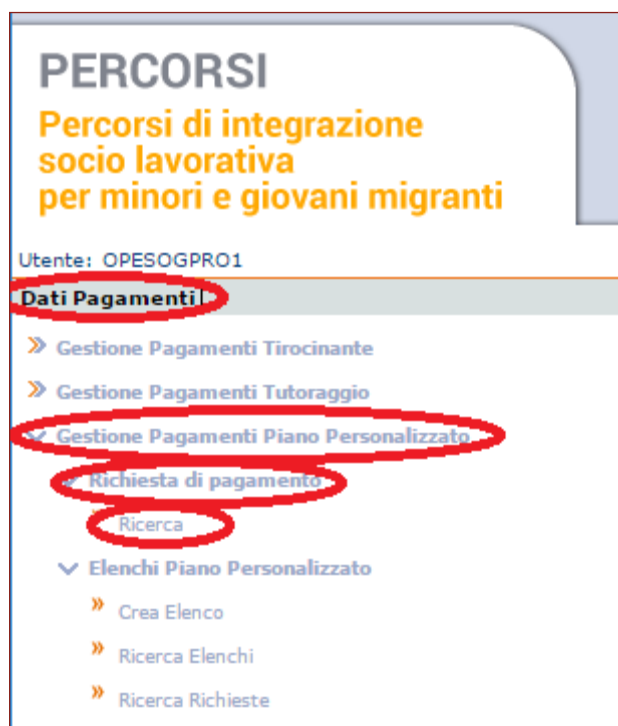 PERCORSI
Percorsi di integrazione
socio lavorativa
per minori e giovani migranti
Utente: OPESOGPRO1
Dati Pagamenti
Gestione Pagamenti Tirocinante
Gestione Pagamenti Tutoraggio
Gestione Pagamenti Piano Personalizzato
Richiesta di pagamento
Ricerca
Elenchi Piano Personalizzato
Crea Elenco
Ricerca Elenchi
Ricerca Richieste